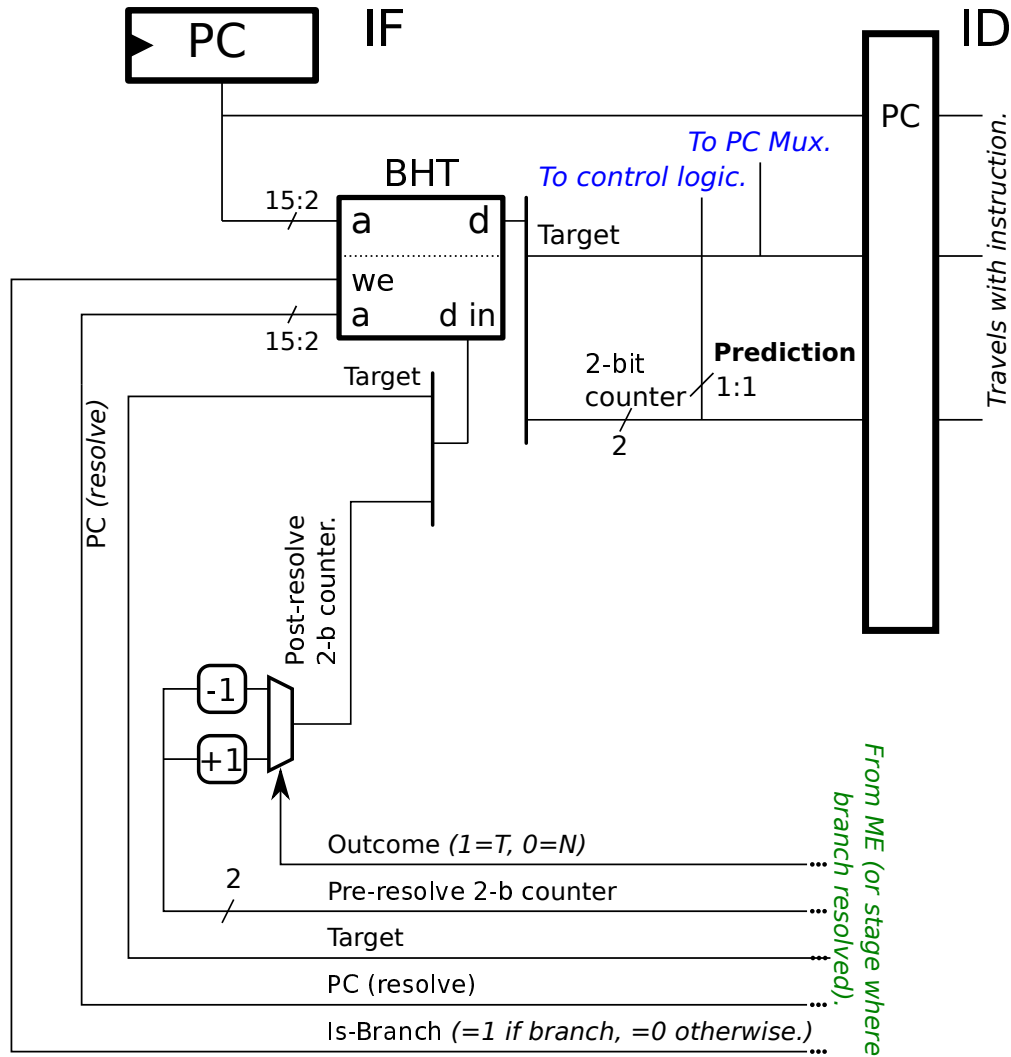 PC
IF
ID
PC
To PC Mux.
To control logic.
BHT
15:2
a
d
Target
we
a
d in
15:2
Travels with instruction.
Prediction
1:1
2-bit
counter
2
Target
PC (resolve)
Post-resolve
2-b counter.
-1
+1
Outcome (1=T, 0=N)
2
Pre-resolve 2-b counter
Target
PC (resolve)
Is-Branch (=1 if branch, =0 otherwise.)
From ME (or stage where
branch resolved).